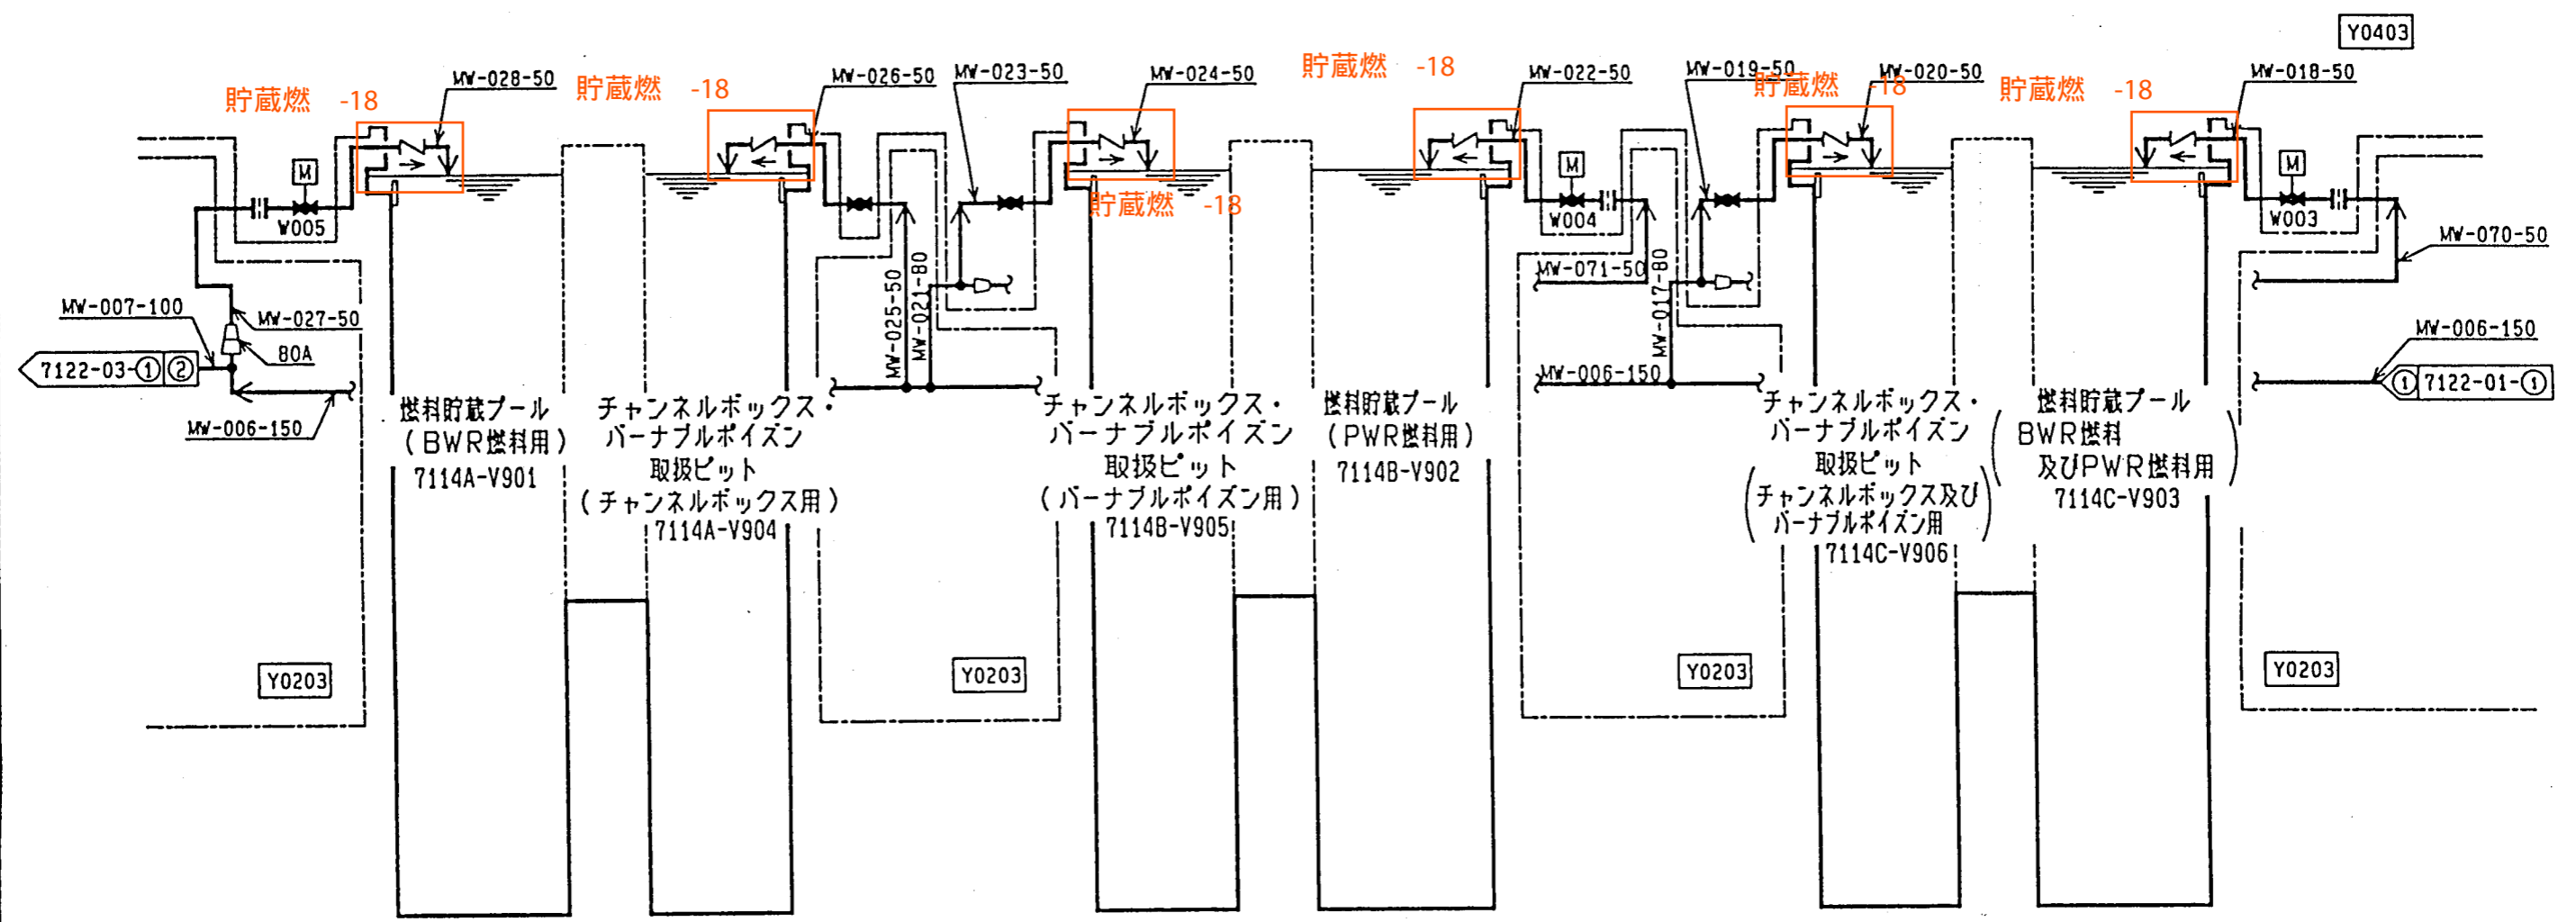 Y0403
貯蔵燃 -18
MW-028-50
貯蔵燃 -18
MW-026-50
MW-023-50
MW-024-50
貯蔵燃 -18
貯蔵燃 -18
MW-022-50
MW-019-50
貯蔵燃 -18
MW-020-50
貯蔵燃 -18
MW-018-50
M
W005
M
W004
M
W003
MW-070-50
MW-071-50
MW-025-50
MW-021-80
MW-017-80
MW-007-100
MW-027-50
80A
7122-03-① ②
MW-006-150
MW-006-150
MW-006-150
① 7122-01-①
燃料貯蔵プール
(BWR燃料用)
7114A-V901
チャンネルボックス・
バーナブルポイズン
取扱ピット
(チャンネルボックス用)
7114A-V904
チャンネルボックス・
バーナブルポイズン
取扱ピット
(バーナブルポイズン用)
7114B-V905
燃料貯蔵プール
(PWR燃料用)
7114B-V902
チャンネルボックス・
バーナブルポイズン
取扱ピット
(チャンネルボックス及び
バーナブルポイズン用)
7114C-V906
燃料貯蔵プール
(BWR燃料
及びPWR燃料用)
7114C-V903
Y0203
Y0203
Y0203
Y0203